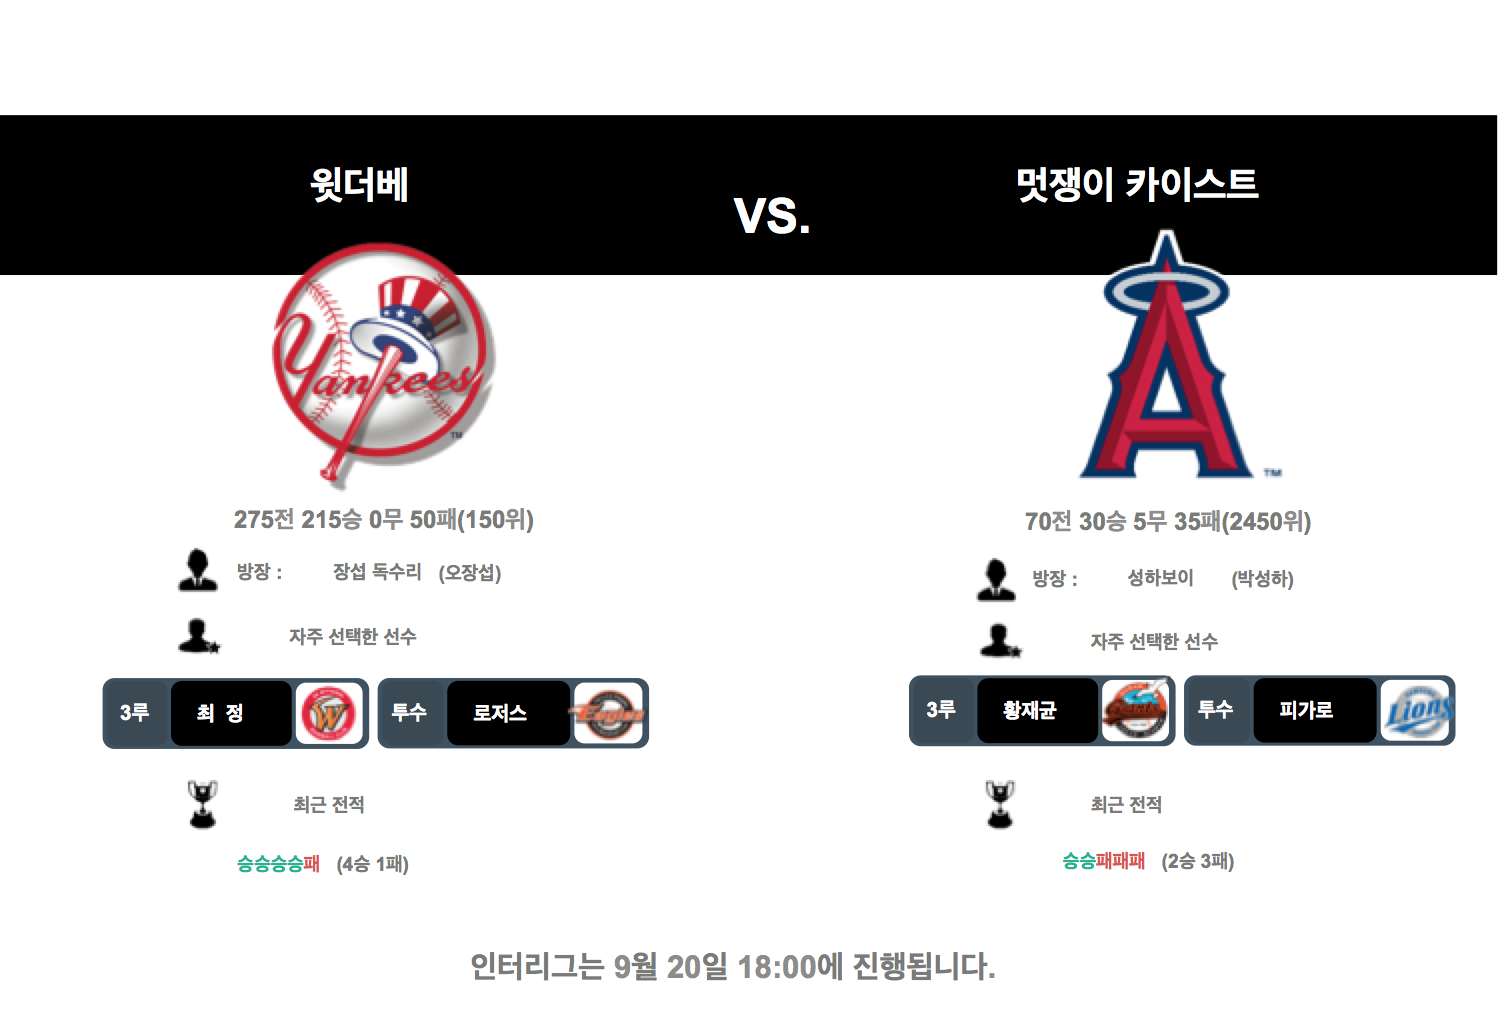 윗더베
VS.
멋쟁이 카이스트
Yankees
TM
275전 215승 0무 50패(150위)
방장 : 장섭 독수리 (오장섭)
자주 선택한 선수
3루 최 정 W
투수 로저스 Eagles
최근 전적
승승승승패 (4승 1패)
A
TM
70전 30승 5무 35패(2450위)
방장 : 성하보이 (박성하)
자주 선택한 선수
3루 황재균 Giants
투수 피가로 Lions
최근 전적
승승패패패 (2승 3패)
인터리그는 9월 20일 18:00에 진행됩니다.